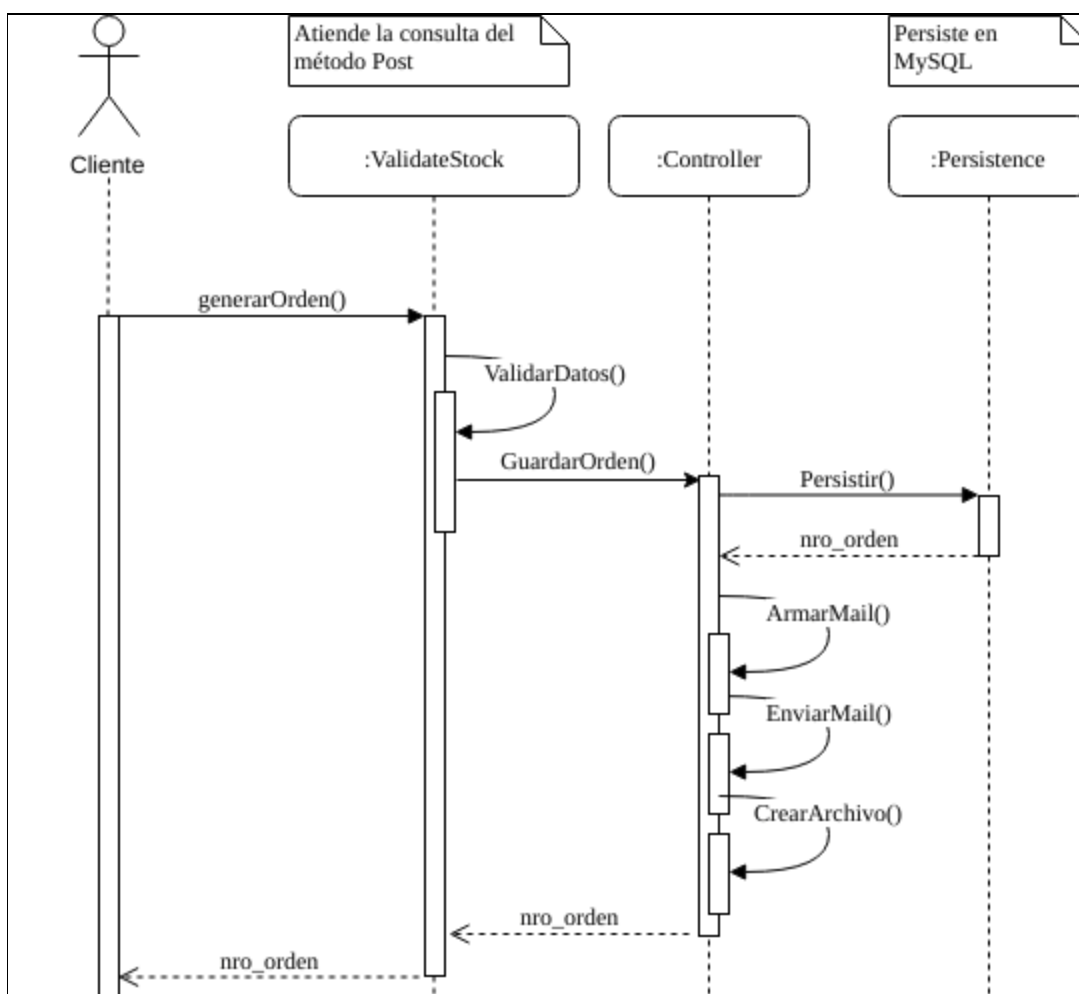 Atiende la consulta del
método Post
Persiste en
MySQL
Cliente
:ValidateStock
:Controller
:Persistence
generarOrden()
ValidarDatos()
GuardarOrden()
Persistir()
nro_orden
ArmarMail()
EnviarMail()
CrearArchivo()
nro_orden
nro_orden